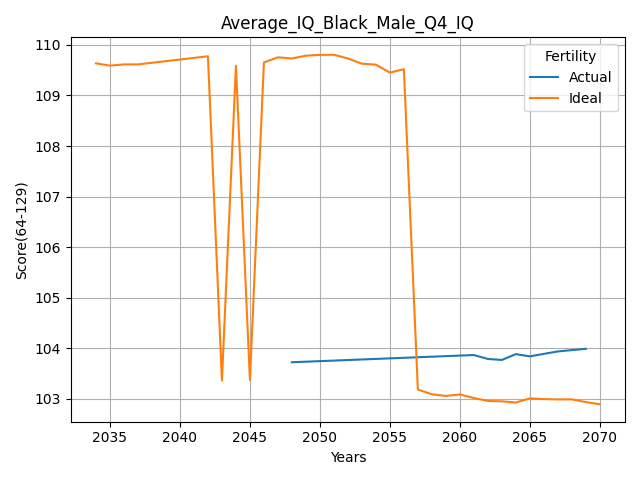 Average_IQ_Black_Male_Q4_IQ
Fertility
Actual
Ideal
Score(64-129)
110
109
108
107
106
105
104
103
2035 2040 2045 2050 2055 2060 2065 2070
Years